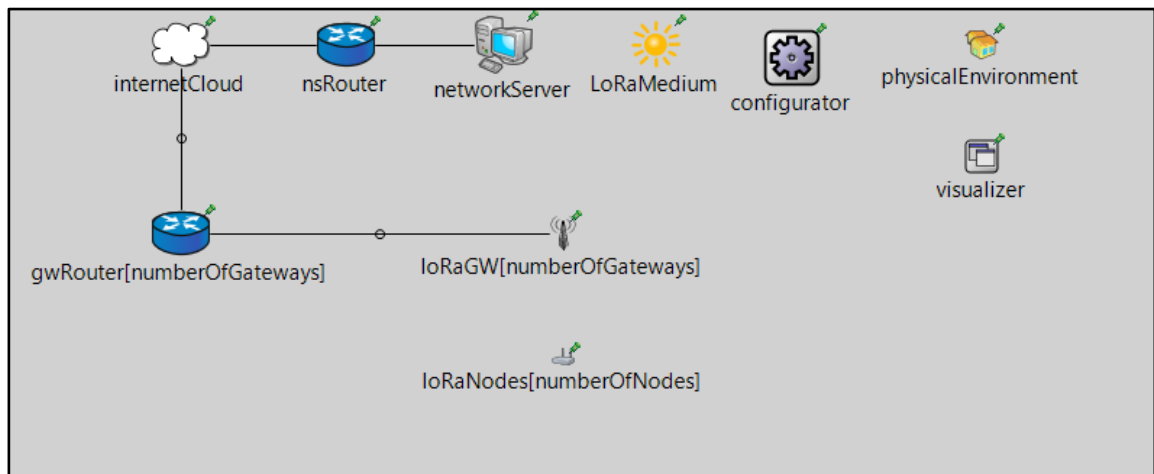 internetCloud
nsRouter
networkServer
LoRaMedium
configurator
physicalEnvironment
visualizer
gwRouter[numberOfGateways]
loRaGW[numberOfGateways]
loRaNodes[numberOfNodes]